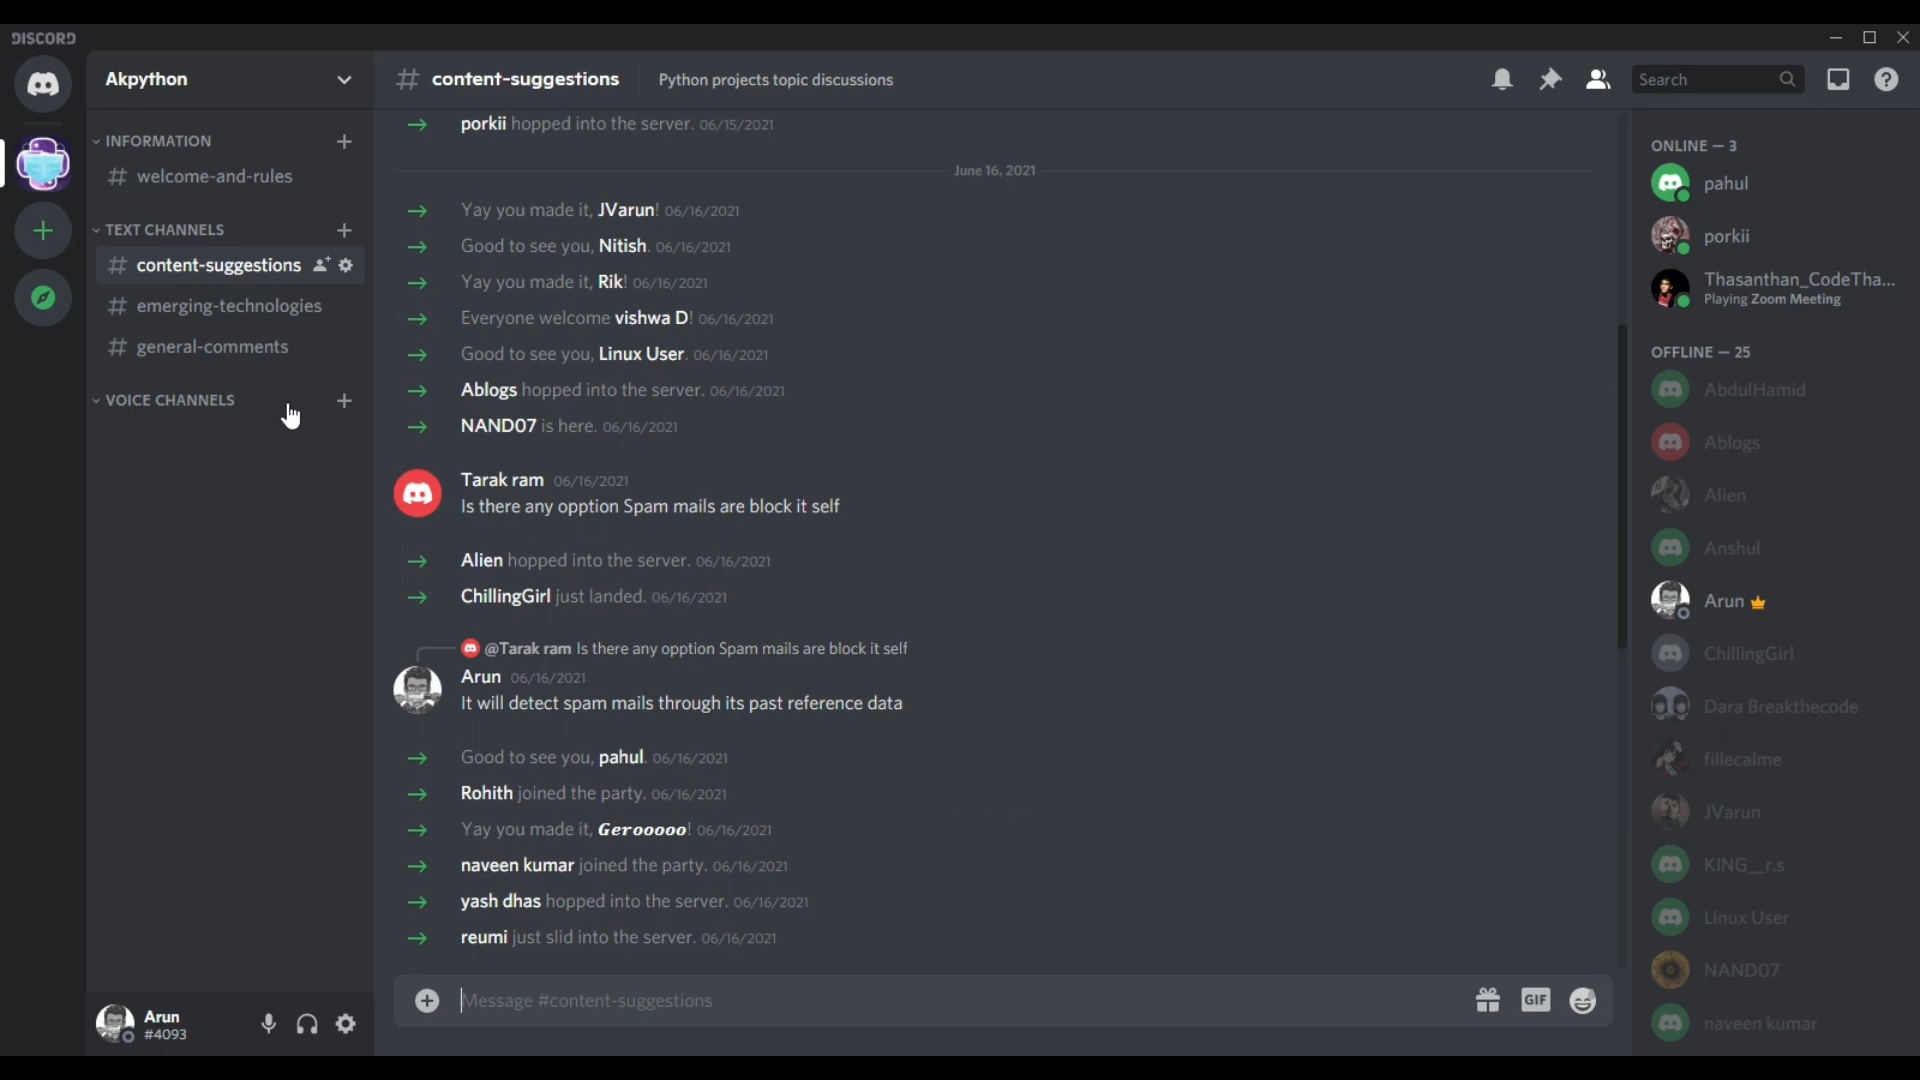 DISCORD
Akpython
INFORMATION
# welcome-and-rules
TEXT CHANNELS
# content-suggestions
# emerging-technologies
# general-comments
VOICE CHANNELS
Arun
#4093
# content-suggestions Python projects topic discussions
Search
porkii hopped into the server. 06/15/2021
June 16, 2021
Yay you made it, JVarun! 06/16/2021
Good to see you, Nitish. 06/16/2021
Yay you made it, Rik! 06/16/2021
Everyone welcome vishwa D! 06/16/2021
Good to see you, Linux User. 06/16/2021
Ablogs hopped into the server. 06/16/2021
NAND07 is here. 06/16/2021
Tarak ram 06/16/2021
Is there any opption Spam mails are block it self
Alien hopped into the server. 06/16/2021
ChillingGirl just landed. 06/16/2021
@Tarak ram Is there any opption Spam mails are block it self
Arun 06/16/2021
It will detect spam mails through its past reference data
Good to see you, pahul. 06/16/2021
Rohith joined the party. 06/16/2021
Yay you made it, Gerooooo! 06/16/2021
naveen kumar joined the party. 06/16/2021
yash dhas hopped into the server. 06/16/2021
reumi just slid into the server. 06/16/2021
Message #content-suggestions
GIF
ONLINE — 3
pahul
porkii
Thasanthan_CodeTha...
Playing Zoom Meeting
OFFLINE — 25
AbdulHamid
Ablogs
Alien
Anshul
Arun
ChillingGirl
Dara Breakthecode
fillecalme
JVarun
KING__r.s
Linux User
NAND07
naveen kumar